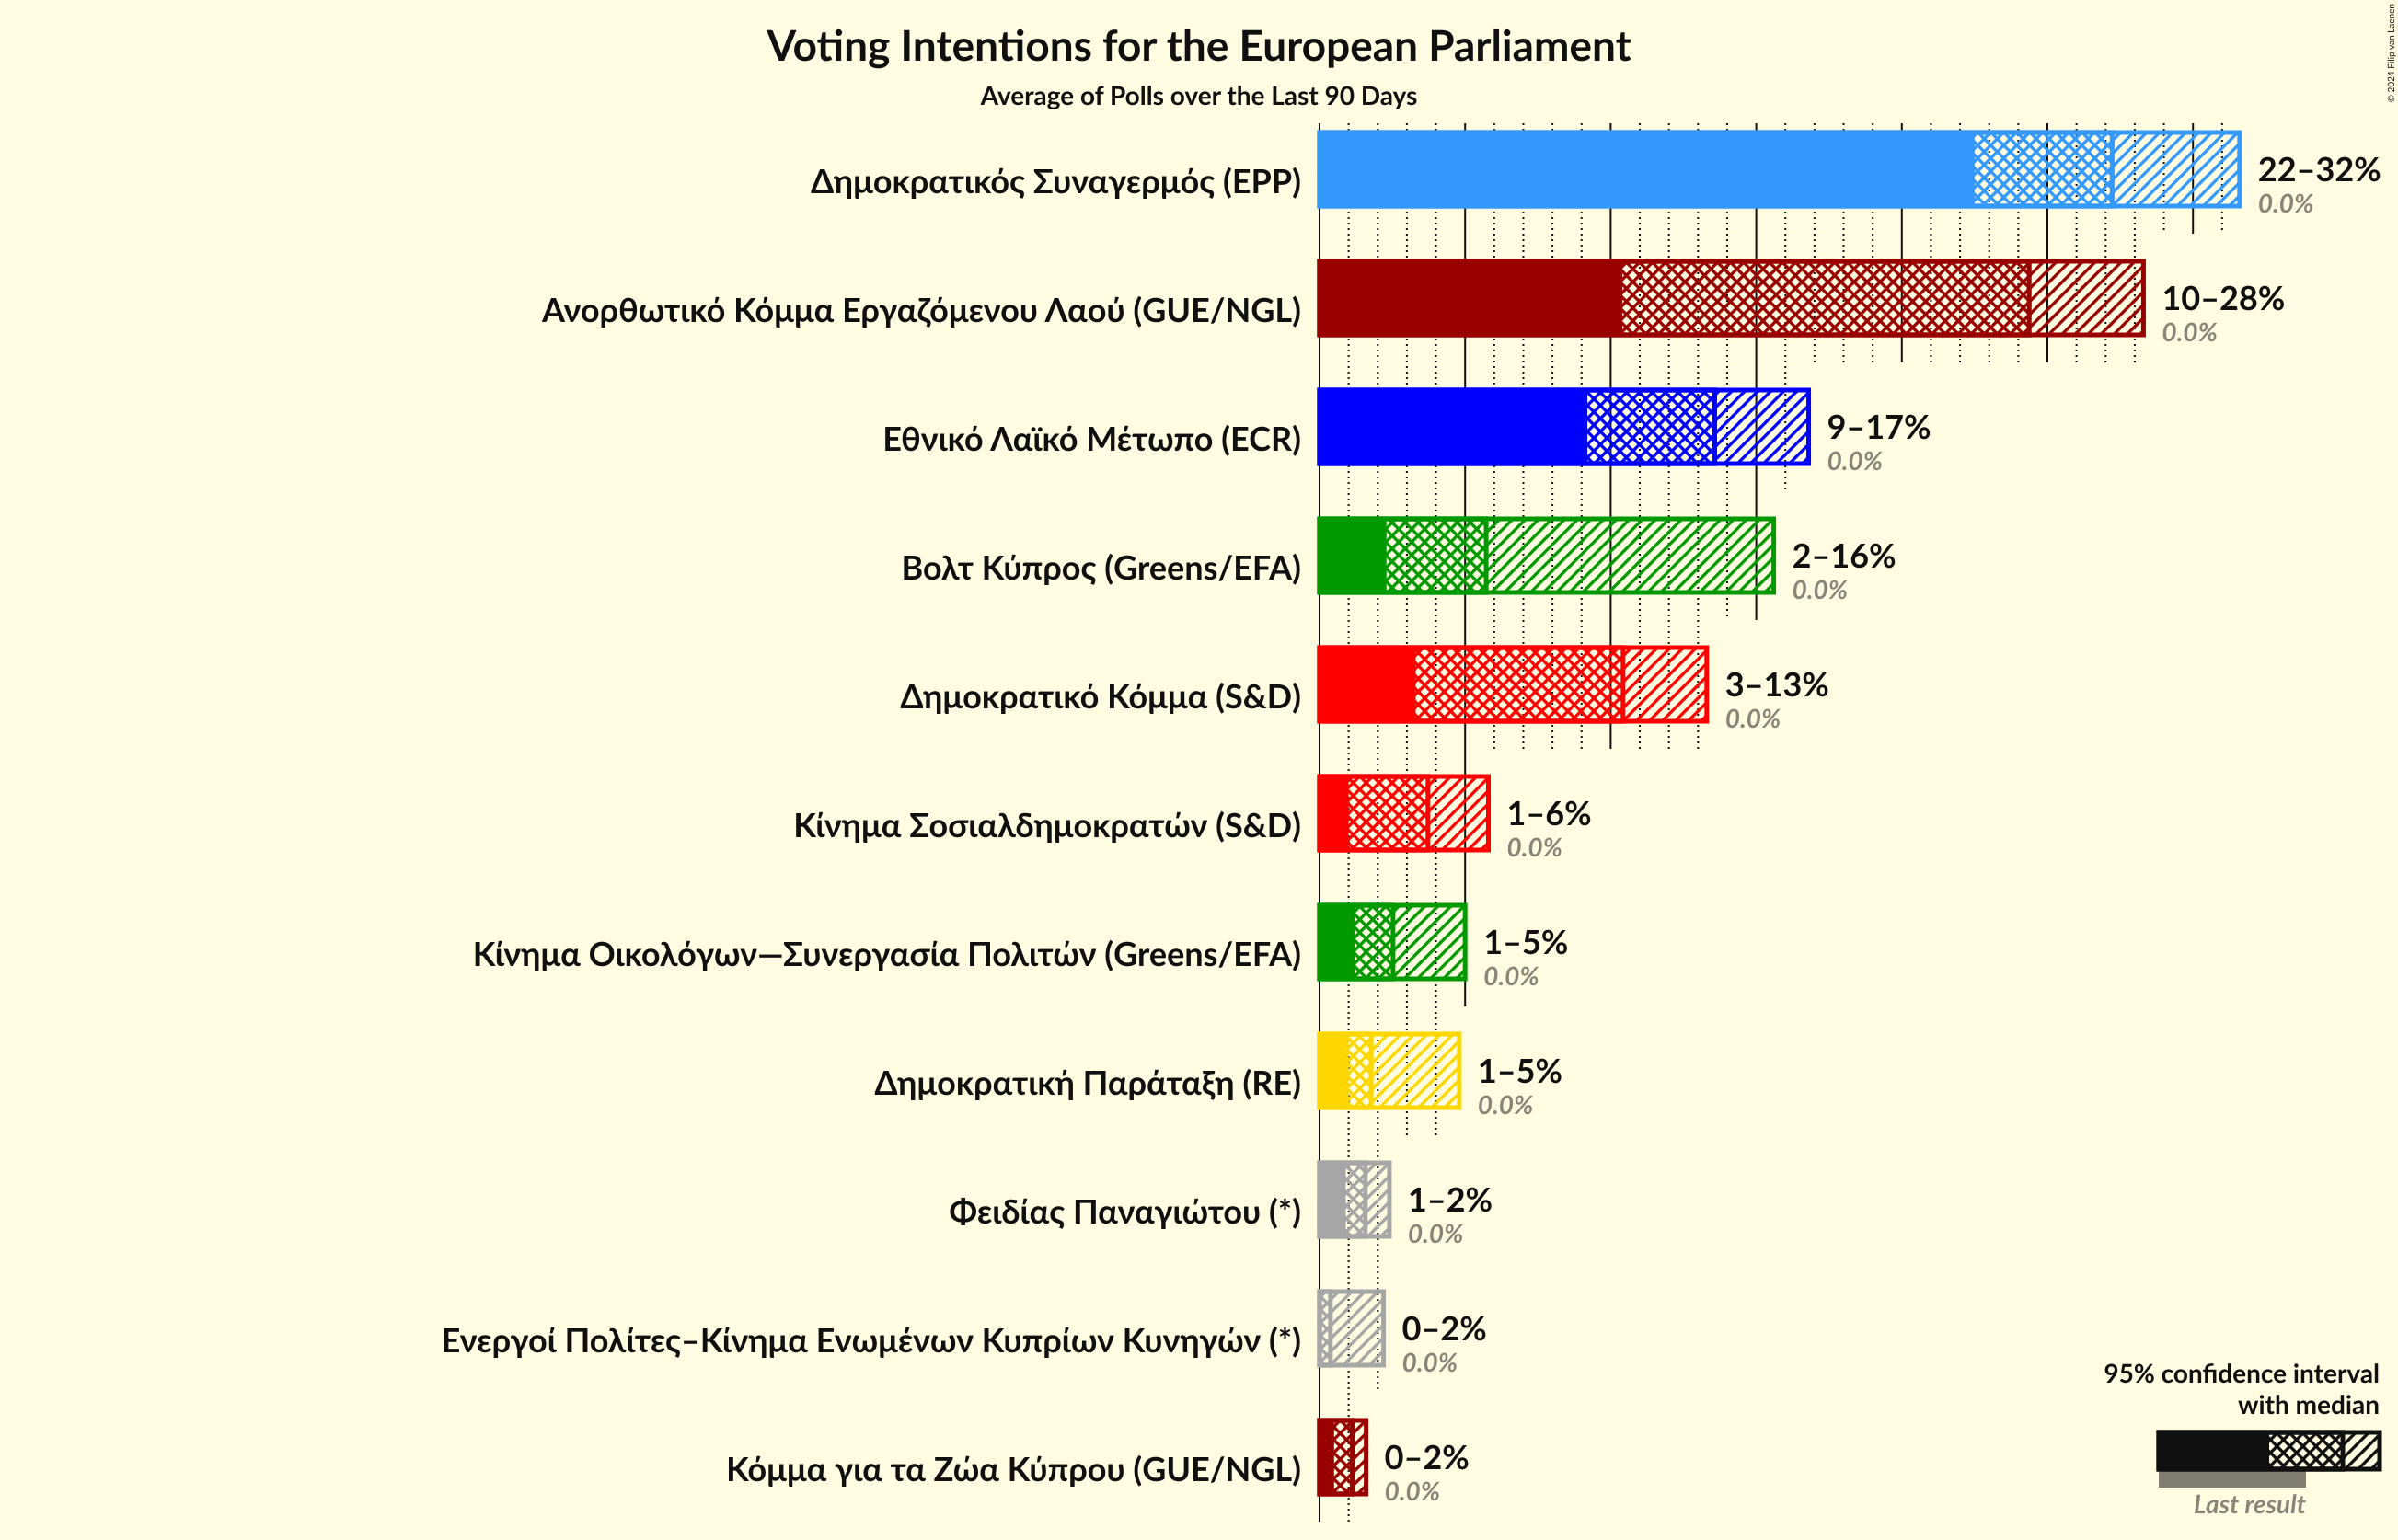 Voting Intentions for the European Parliament
Average of Polls over the Last 90 Days
© 2024 Filip van Laenen
Δημοκρατικός Συναγερμός (EPP)
22–32%
0.0%
Ανορθωτικό Κόμμα Εργαζόμενου Λαού (GUE/NGL)
10–28%
0.0%
Εθνικό Λαϊκό Μέτωπο (ECR)
9–17%
0.0%
Βολτ Κύπρος (Greens/EFA)
2–16%
0.0%
Δημοκρατικό Κόμμα (S&D)
3–13%
0.0%
Κίνημα Σοσιαλδημοκρατών (S&D)
1–6%
0.0%
Κίνημα Οικολόγων—Συνεργασία Πολιτών (Greens/EFA)
1–5%
0.0%
Δημοκρατική Παράταξη (RE)
1–5%
0.0%
Φειδίας Παναγιώτου (*)
1–2%
0.0%
Ενεργοί Πολίτες–Κίνημα Ενωμένων Κυπρίων Κυνηγών (*)
0–2%
0.0%
Κόμμα για τα Ζώα Κύπρου (GUE/NGL)
0–2%
0.0%
95% confidence interval
with median
Last result